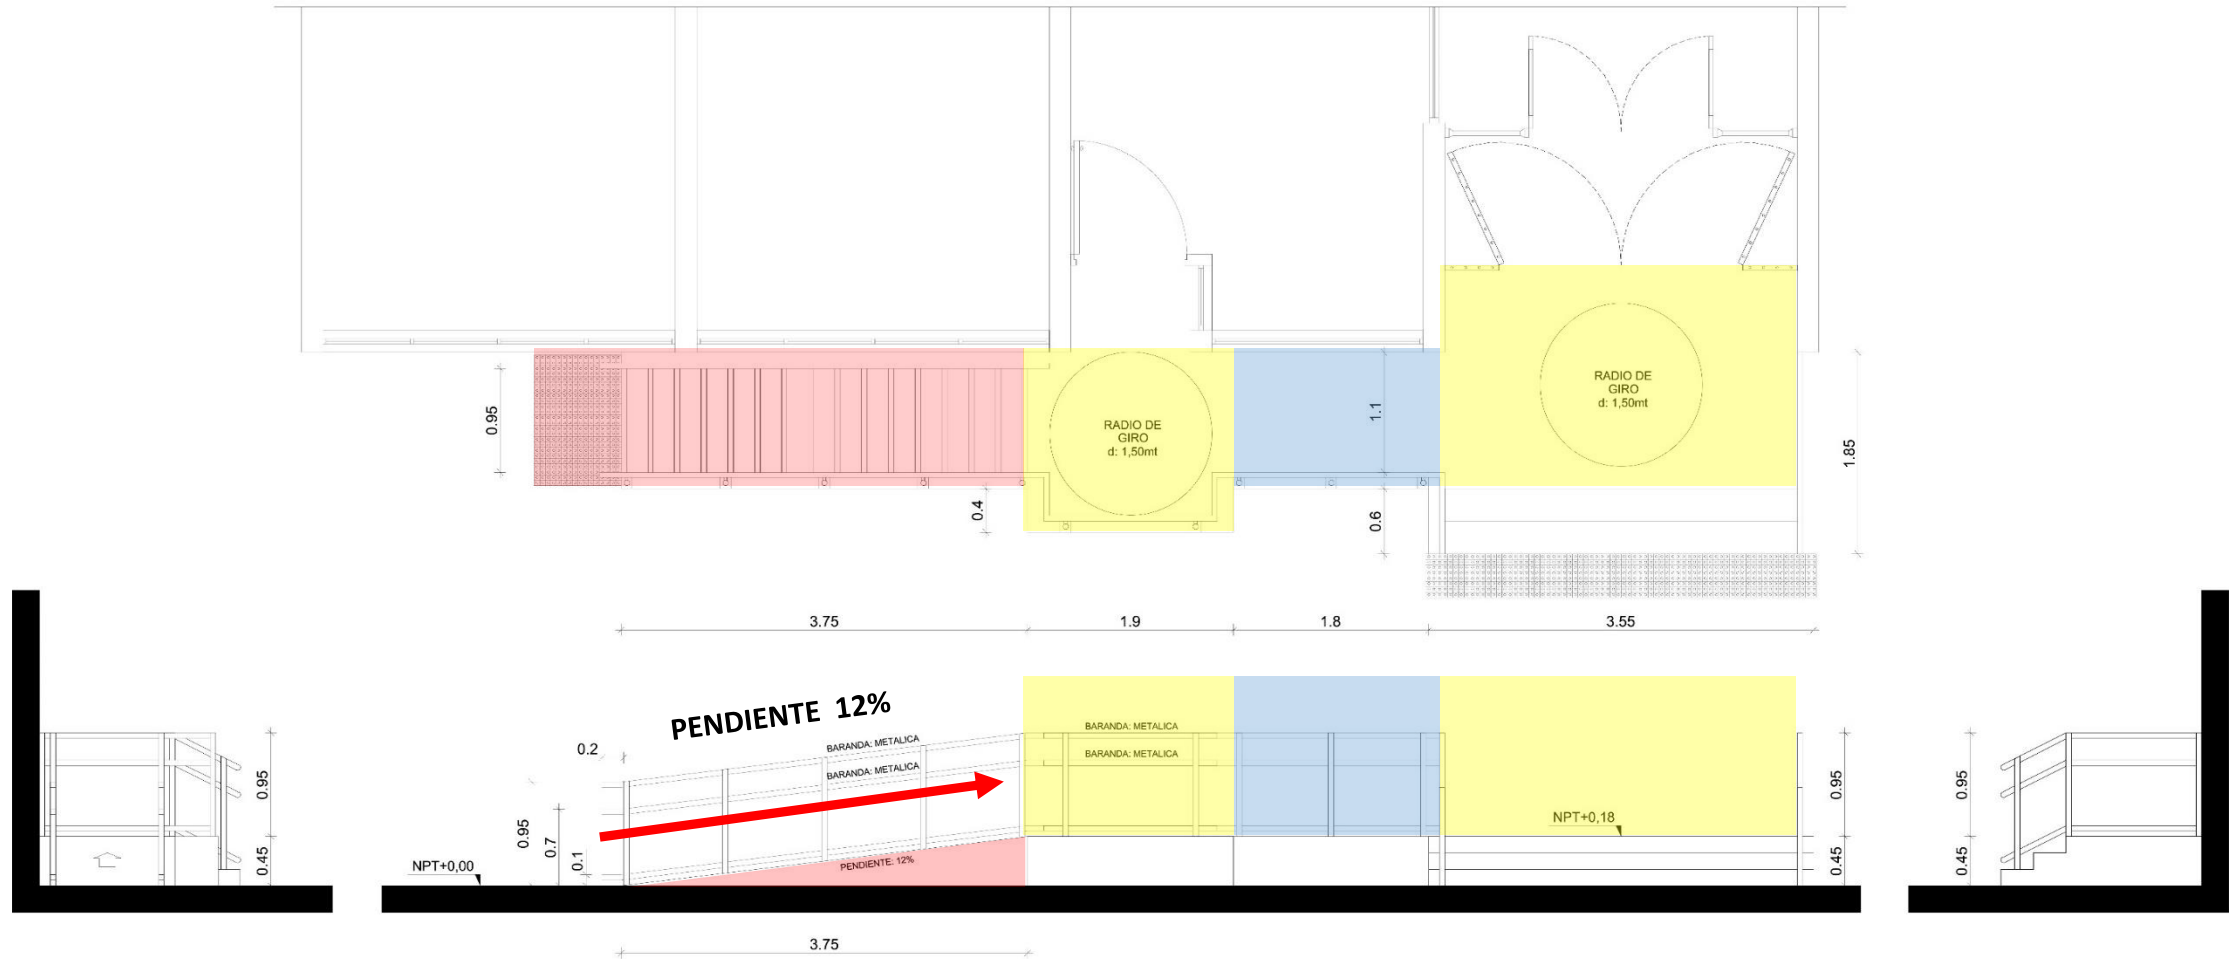 RADIO DE
GIRO
d: 1,50mt
RADIO DE
GIRO
d: 1,50mt
0.95
1.1
1.85
0.4
0.6
3.75
1.9
1.8
3.55
PENDIENTE 12%
BARANDA: METALICA
BARANDA: METALICA
BARANDA: METALICA
BARANDA: METALICA
0.2
0.95
0.45
0.95
0.7
0.1
NPT+0,00
PENDIENTE: 12%
NPT+0,18
0.95
0.45
0.95
0.45
3.75